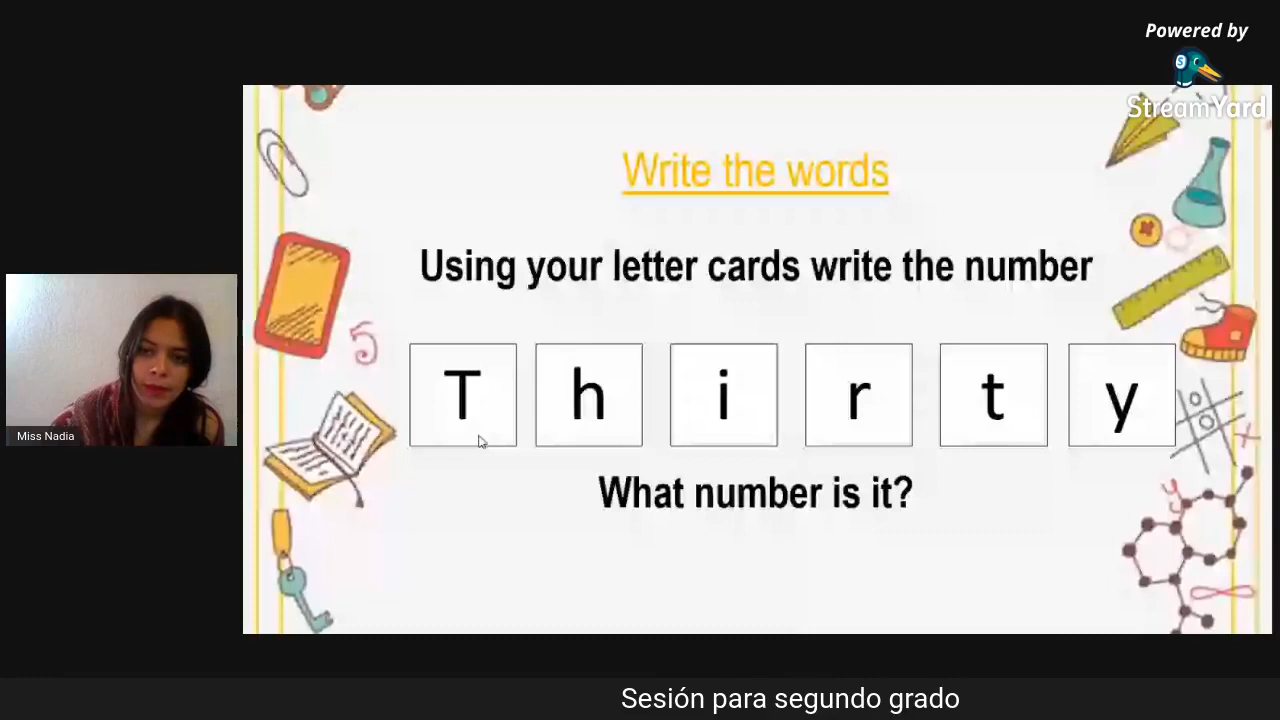 Powered by
StreamYard
Write the words
Using your letter cards write the number
5
T h i r t y
What number is it?
Miss Nadia
Sesión para segundo grado